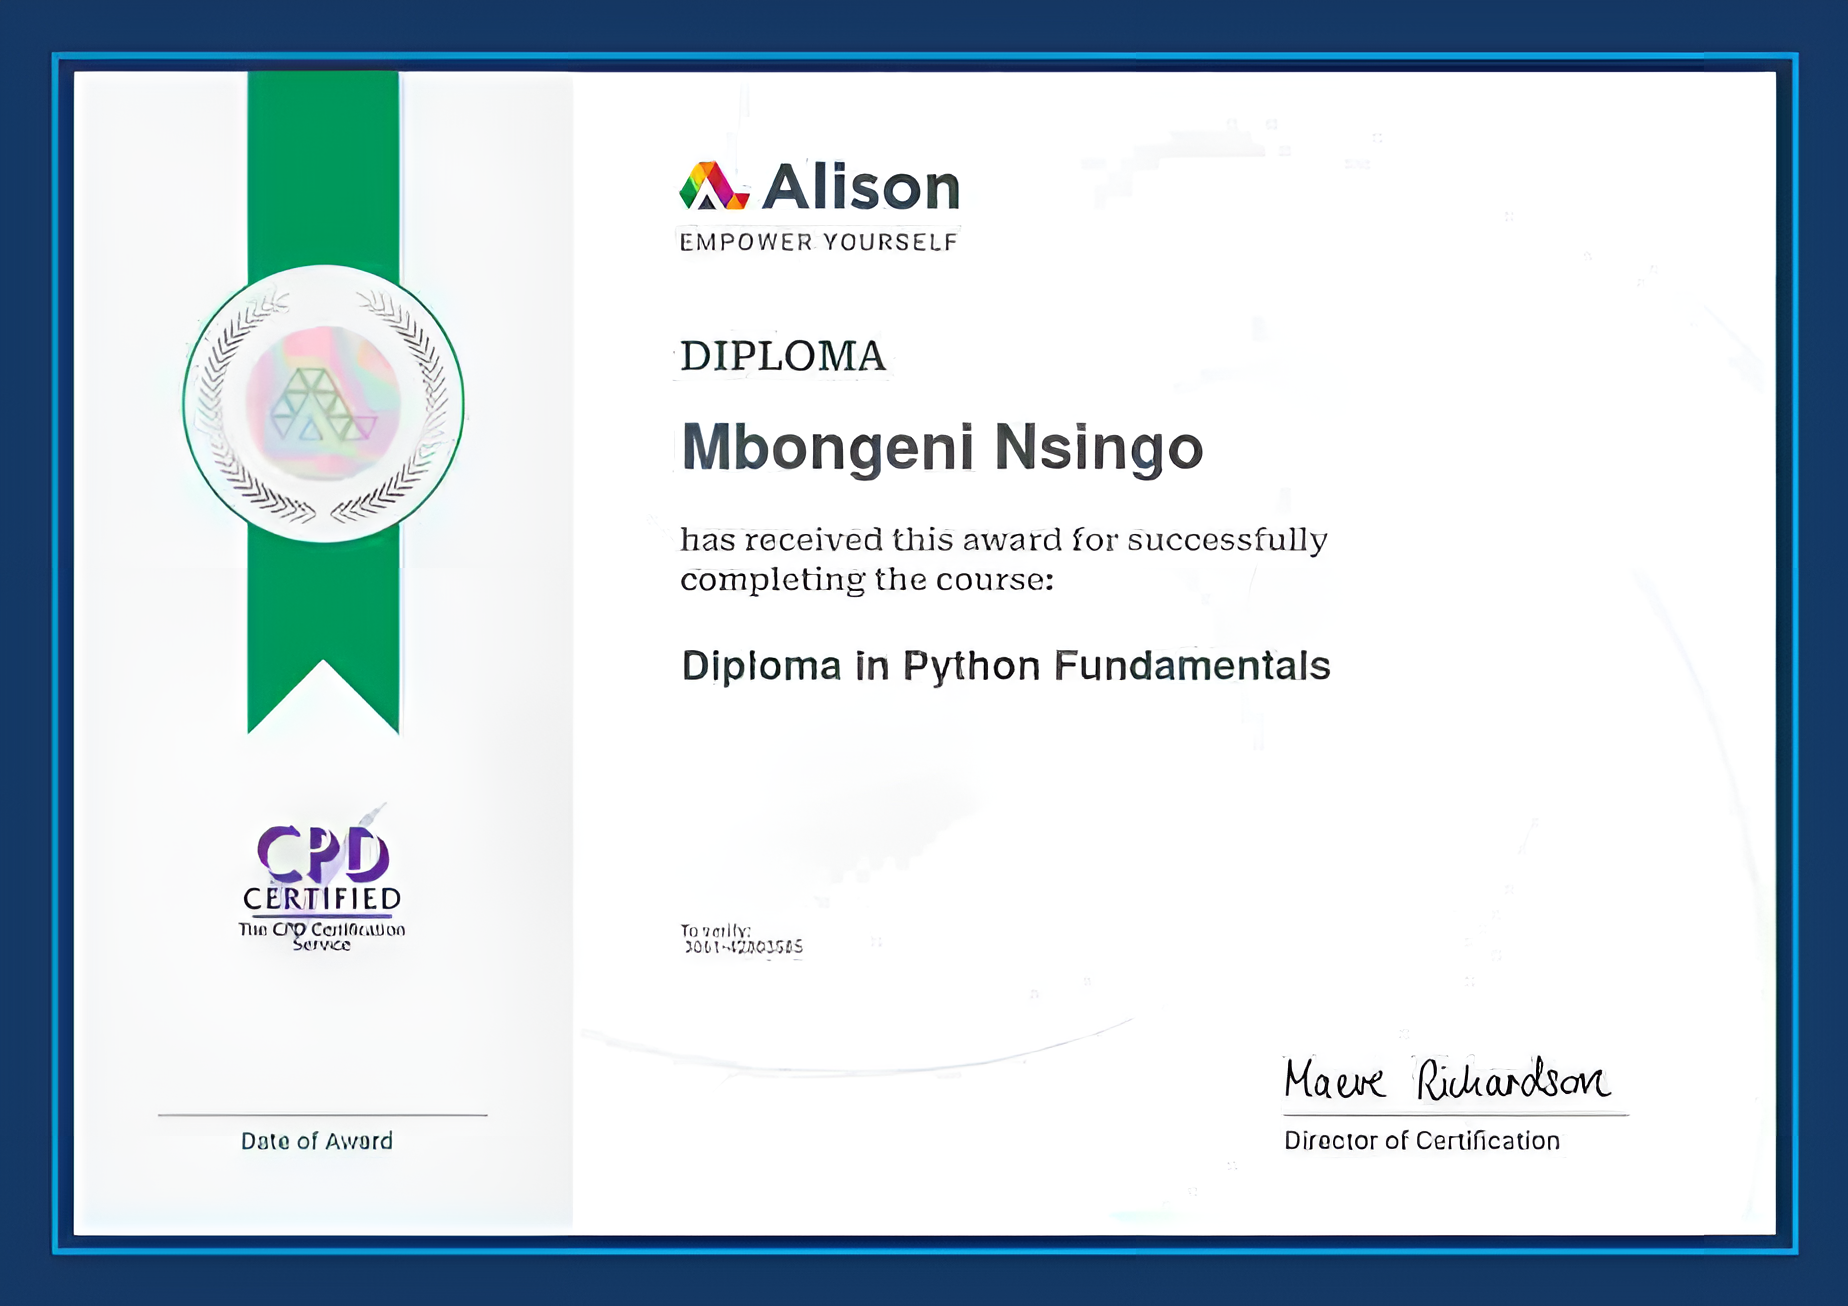 Alison
EMPOWER YOURSELF
DIPLOMA
Mbongeni Nsingo
has received this award for successfully
completing the course:
Diploma in Python Fundamentals
CPD
CERTIFIED
The CPD Certification
Service
To verify:
Maeve Richardson
Date of Award
Director of Certification